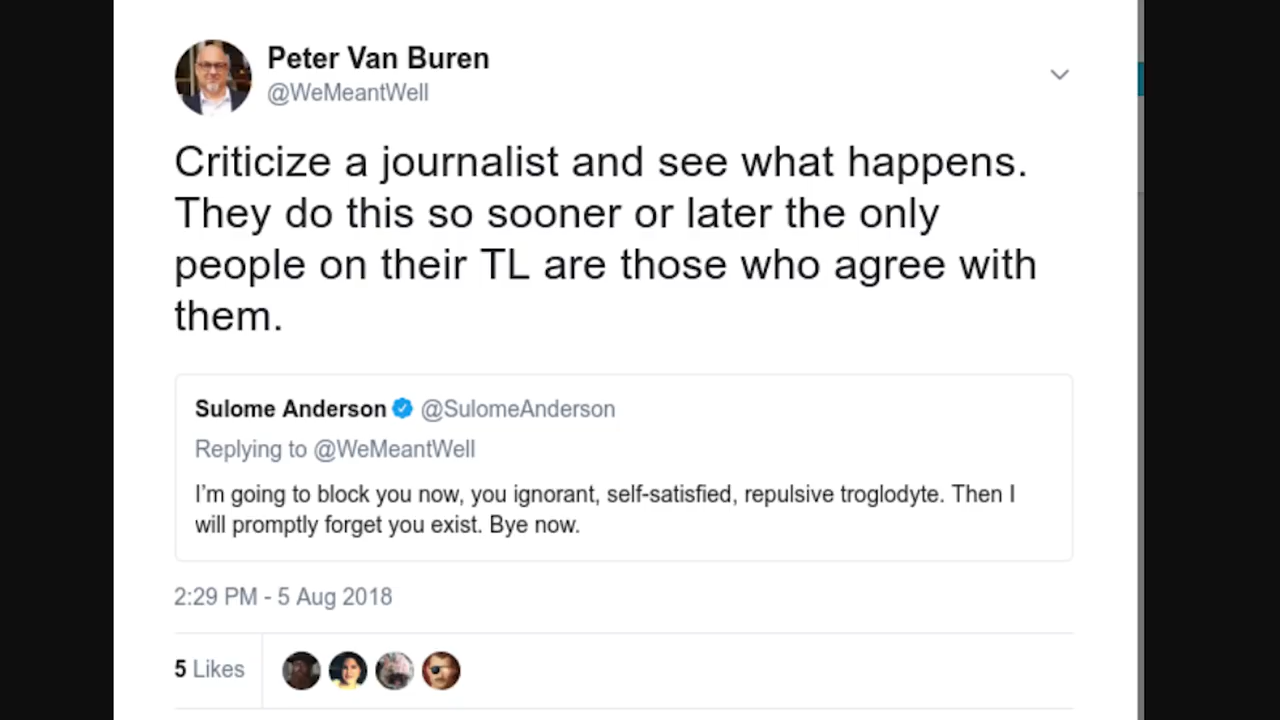 Peter Van Buren
@WeMeantWell
Criticize a journalist and see what happens.
They do this so sooner or later the only
people on their TL are those who agree with
them.
Sulome Anderson @SulomeAnderson
Replying to @WeMeantWell
I'm going to block you now, you ignorant, self-satisfied, repulsive troglodyte. Then I
will promptly forget you exist. Bye now.
2:29 PM - 5 Aug 2018
5 Likes